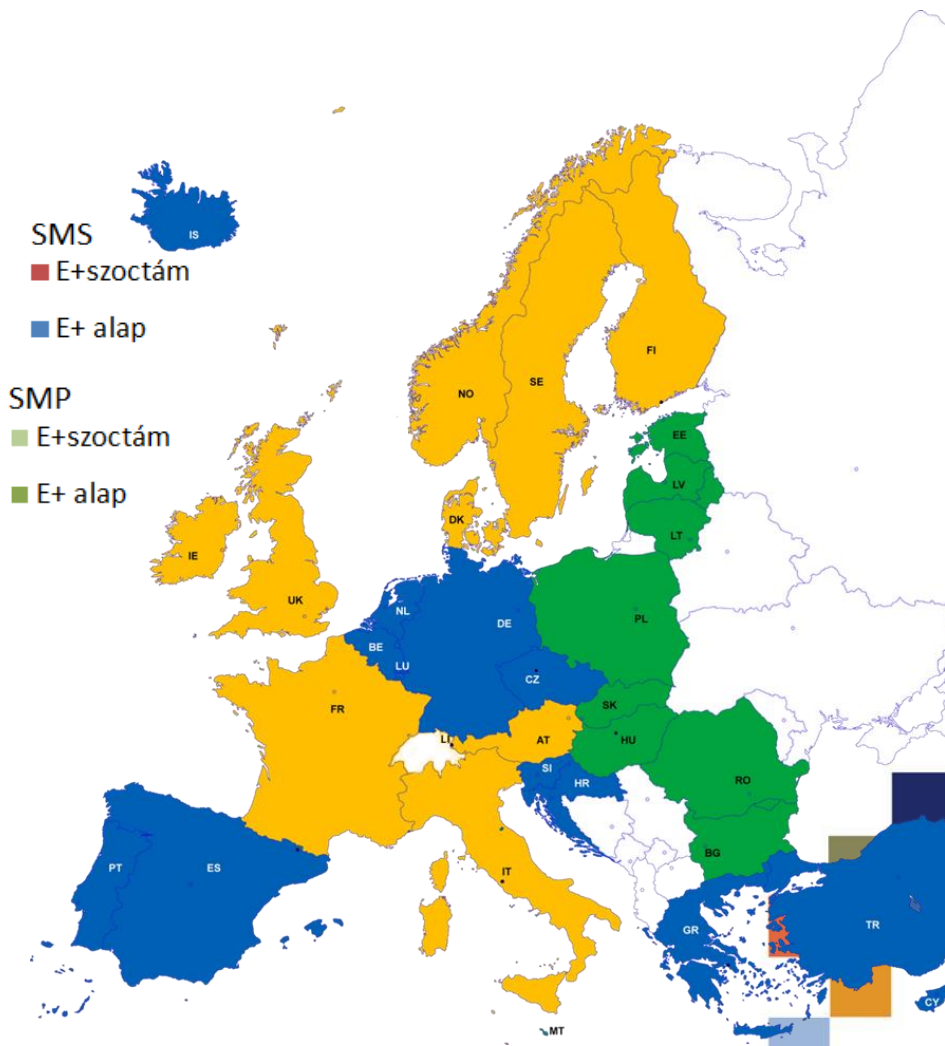 IS
SMS
E+szoctám
E+ alap
SMP
E+szoctám
E+ alap
FI
SE
NO
EE
LV
DK
LT
IE
UK
NL
DE
PL
BE
LU
CZ
FR
SK
LI
AT
HU
SI
HR
RO
BG
PT
ES
IT
GR
TR
CY
MT